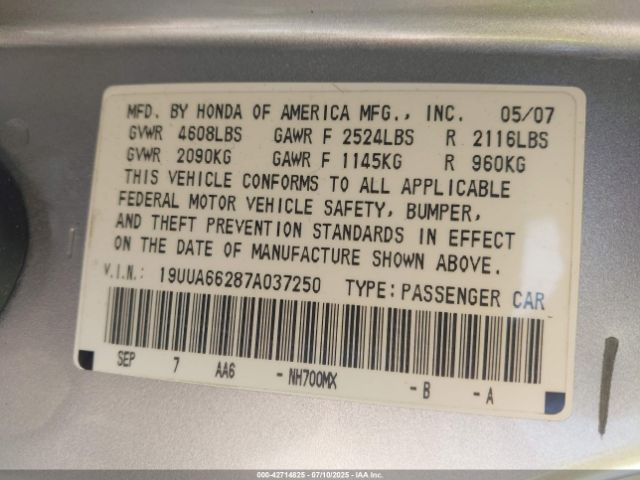 MFD. BY HONDA OF AMERICA MFG., INC. 05/07
GVWR 4608LBS GAWR F 2524LBS R 2116LBS
GVWR 2090KG GAWR F 1145KG R 960KG
THIS VEHICLE CONFORMS TO ALL APPLICABLE
FEDERAL MOTOR VEHICLE SAFETY, BUMPER,
AND THEFT PREVENTION STANDARDS IN EFFECT
ON THE DATE OF MANUFACTURE SHOWN ABOVE.
V.I.N.: 19UUA66287A037250 TYPE: PASSENGER CAR
SEP 7 AA6 - NH700MX - B - A
000-42714825 - 07/10/2025 - IAA Inc.